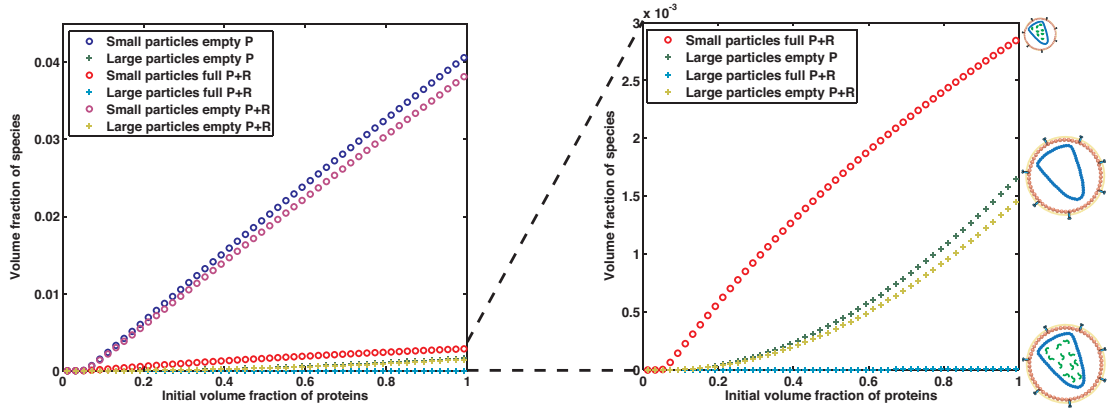 Small particles empty P
Large particles empty P
Small particles full P+R
Large particles full P+R
Small particles empty P+R
Large particles empty P+R
Volume fraction of species
0.04
0.03
0.02
0.01
0
0
0.2
0.4
0.6
0.8
1
Initial volume fraction of proteins
x 10⁻³
Small particles full P+R
Large particles empty P
Large particles full P+R
Large particles empty P+R
Volume fraction of species
3
2.5
2
1.5
1
0.5
0
0
0.2
0.4
0.6
0.8
1
Initial volume fraction of proteins